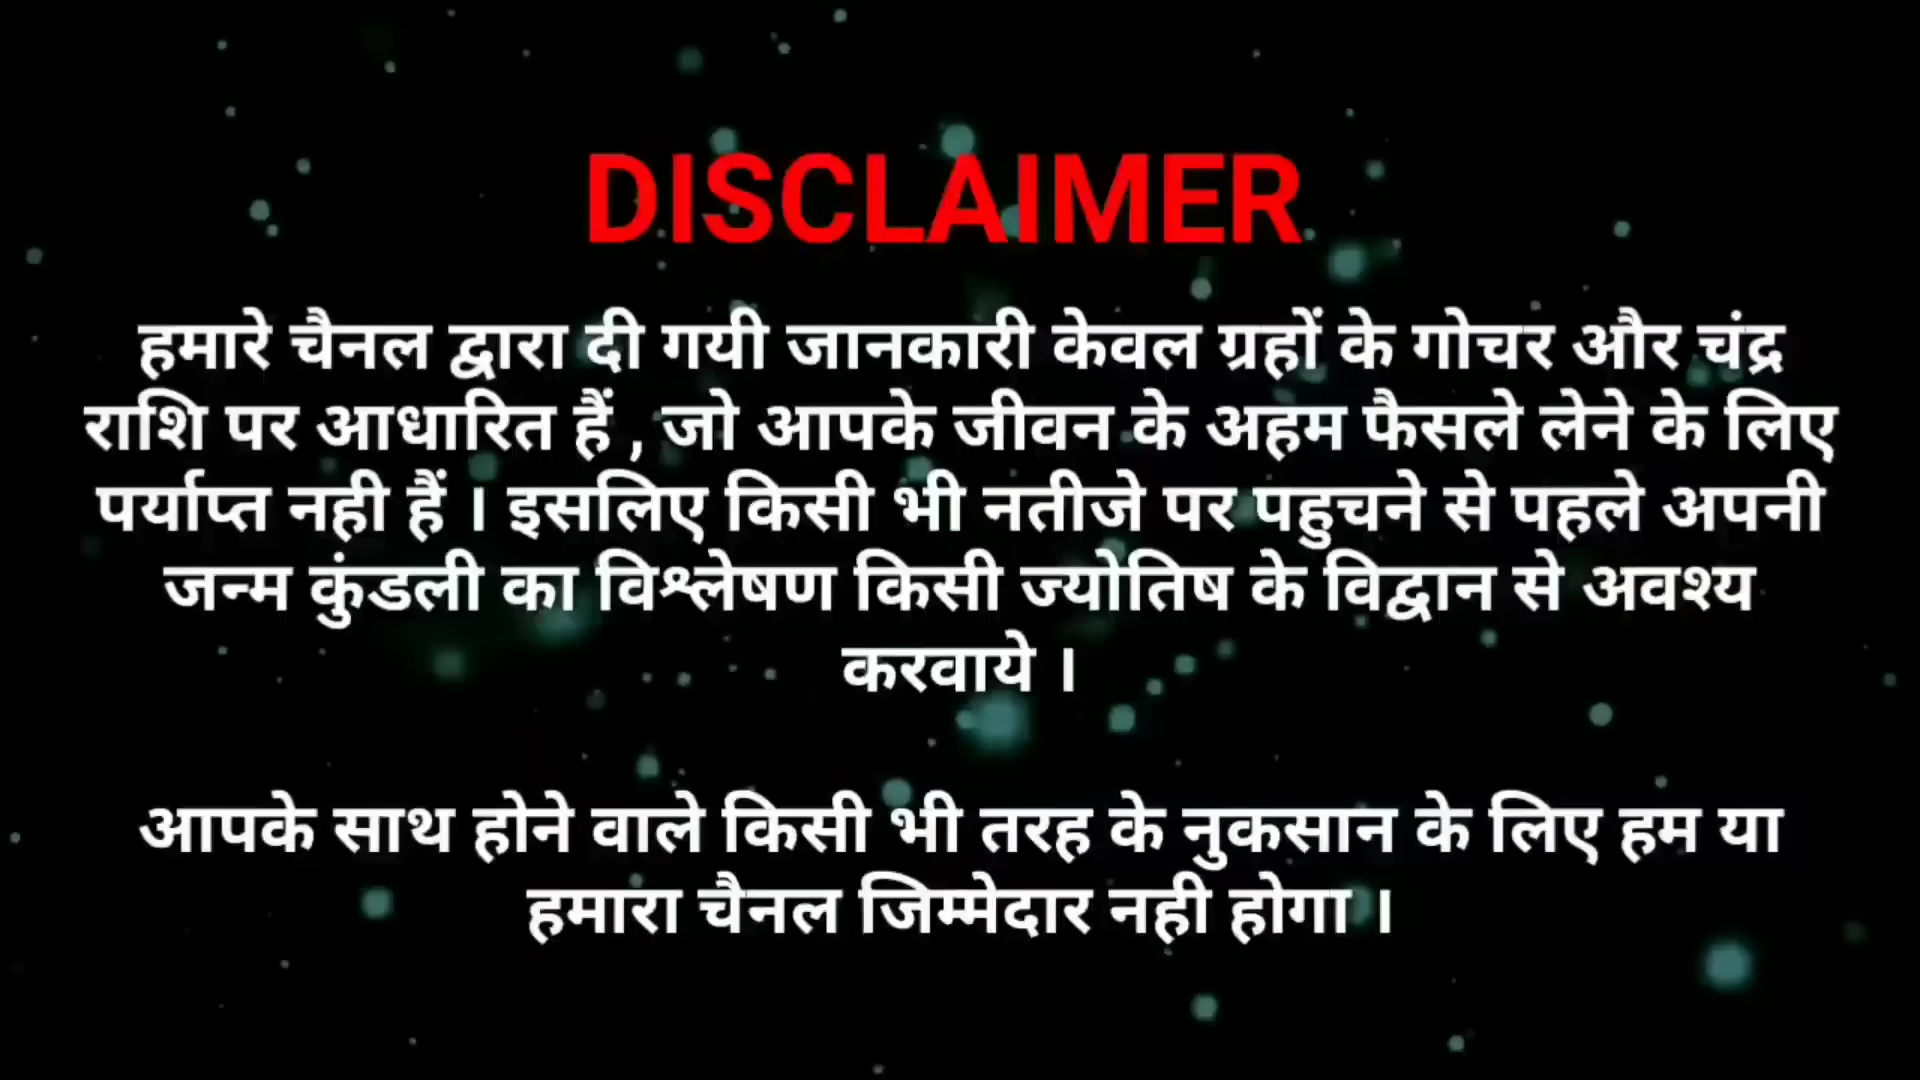 DISCLAIMER
हमारे चैनल द्वारा दी गयी जानकारी केवल ग्रहों के गोचर और चंद्र
राशि पर आधारित हैं , जो आपके जीवन के अहम फैसले लेने के लिए
पर्याप्त नही हैं । इसलिए किसी भी नतीजे पर पहुचने से पहले अपनी
जन्म कुंडली का विश्लेषण किसी ज्योतिष के विद्वान से अवश्य
करवाये ।
आपके साथ होने वाले किसी भी तरह के नुकसान के लिए हम या
हमारा चैनल जिम्मेदार नही होगा ।